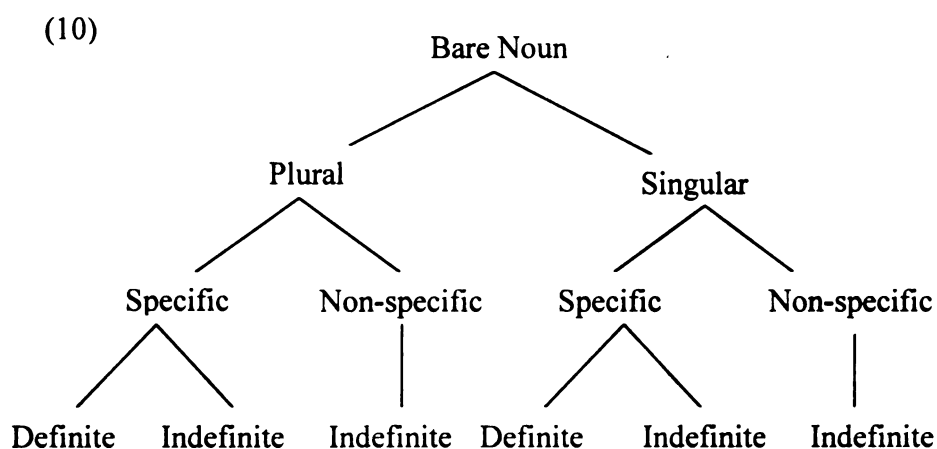 (10)
Bare Noun
Plural Singular
Specific Non-specific Specific Non-specific
Definite Indefinite Indefinite Definite Indefinite Indefinite